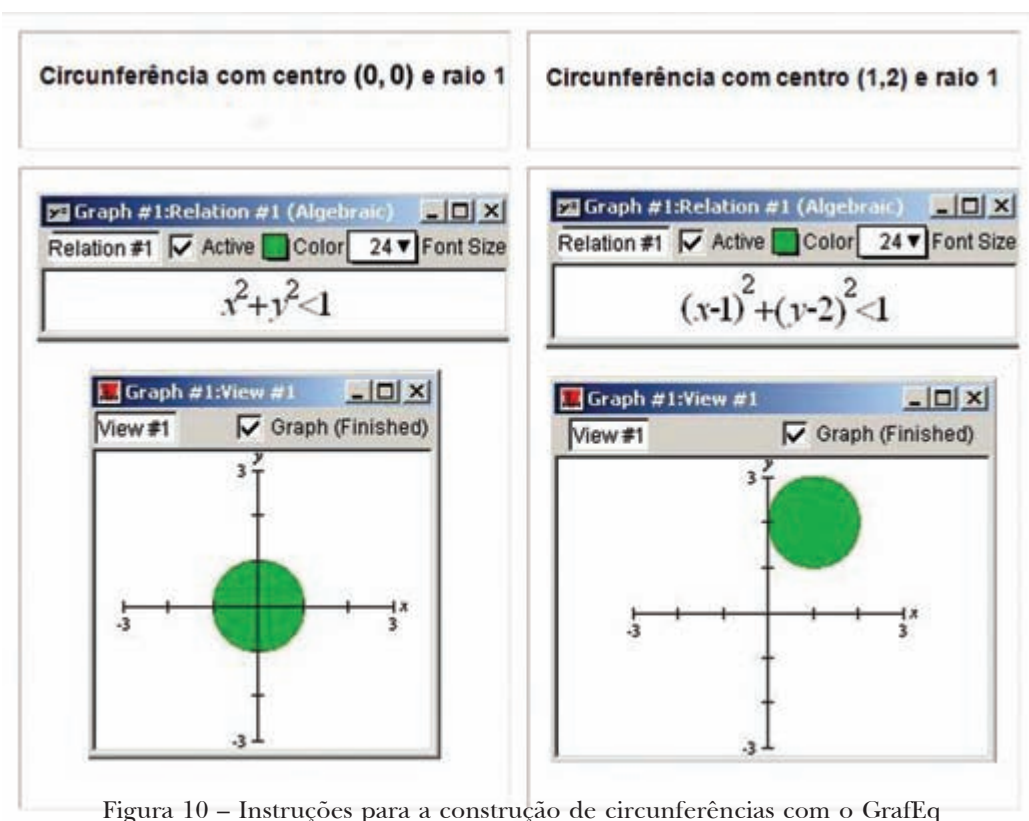 Circunferência com centro (0, 0) e raio 1
Circunferência com centro (1,2) e raio 1
Graph #1:Relation #1 (Algebraic)
Relation #1 Active Color 24 Font Size
x²+y²<1
Graph #1:View #1
View #1 Graph (Finished)
y
3
-3
3
x
-3
Graph #1:Relation #1 (Algebraic)
Relation #1 Active Color 24 Font Size
(x-1)²+(y-2)²<1
Graph #1:View #1
View #1 Graph (Finished)
y
3
-3
3
x
-3
Figura 10 – Instruções para a construção de circunferências com o GrafEq